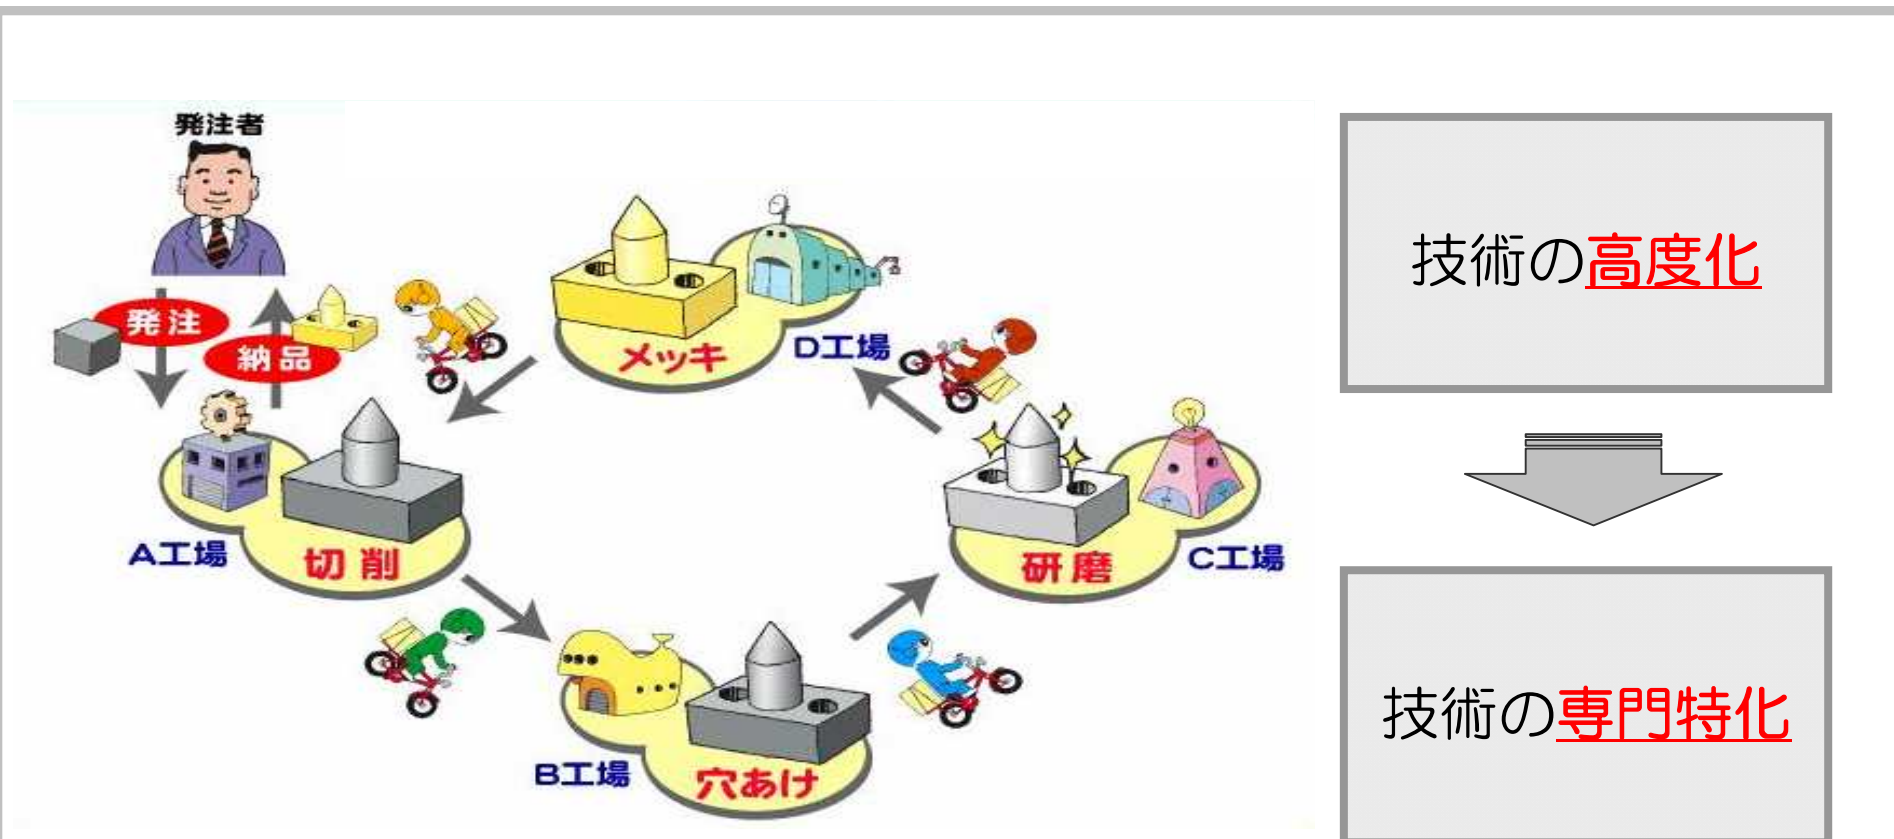 発注者
発注
納品
メッキ
D工場
A工場
切削
研磨
C工場
B工場
穴あけ
技術の高度化
技術の専門特化